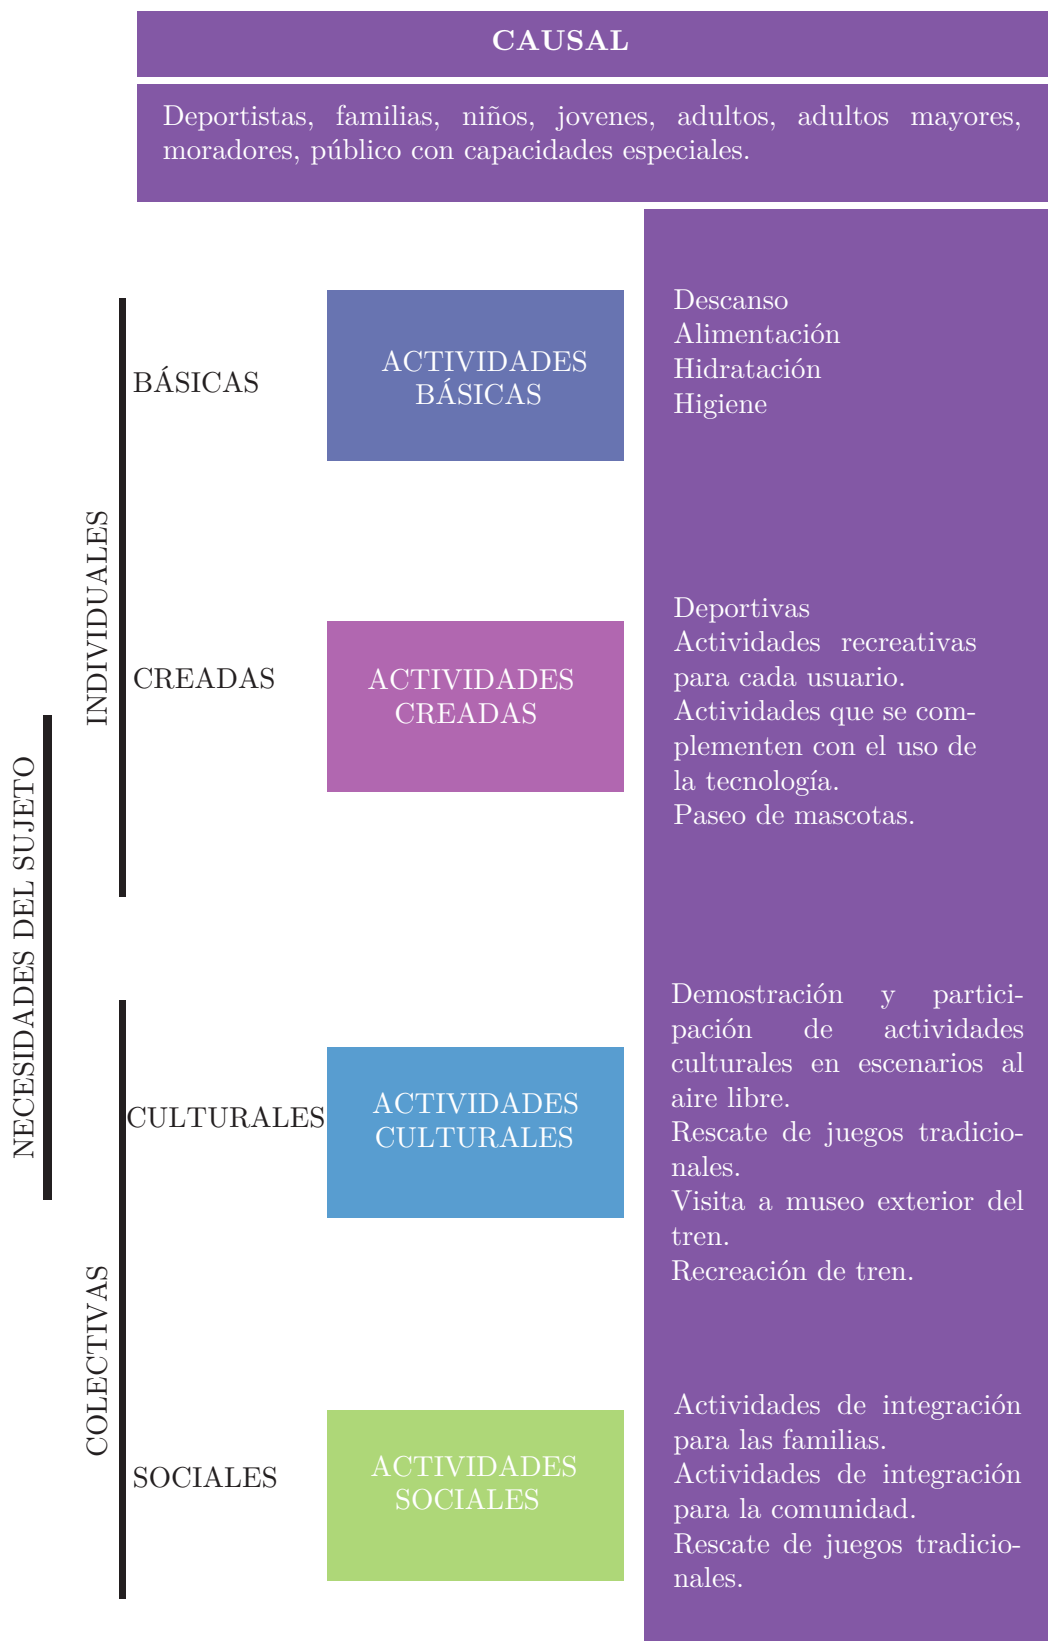 CAUSAL
Deportistas, familias, niños, jovenes, adultos, adultos mayores,
moradores, público con capacidades especiales.
NECESIDADES DEL SUJETO
INDIVIDUALES
BÁSICAS
ACTIVIDADES
BÁSICAS
Descanso
Alimentación
Hidratación
Higiene
CREADAS
ACTIVIDADES
CREADAS
Deportivas
Actividades recreativas
para cada usuario.
Actividades que se com-
plementen con el uso de
la tecnología.
Paseo de mascotas.
COLECTIVAS
CULTURALES
ACTIVIDADES
CULTURALES
Demostración y partici-
pación de actividades
culturales en escenarios al
aire libre.
Rescate de juegos tradicio-
nales.
Visita a museo exterior del
tren.
Recreación de tren.
SOCIALES
ACTIVIDADES
SOCIALES
Actividades de integración
para las familias.
Actividades de integración
para la comunidad.
Rescate de juegos tradicio-
nales.